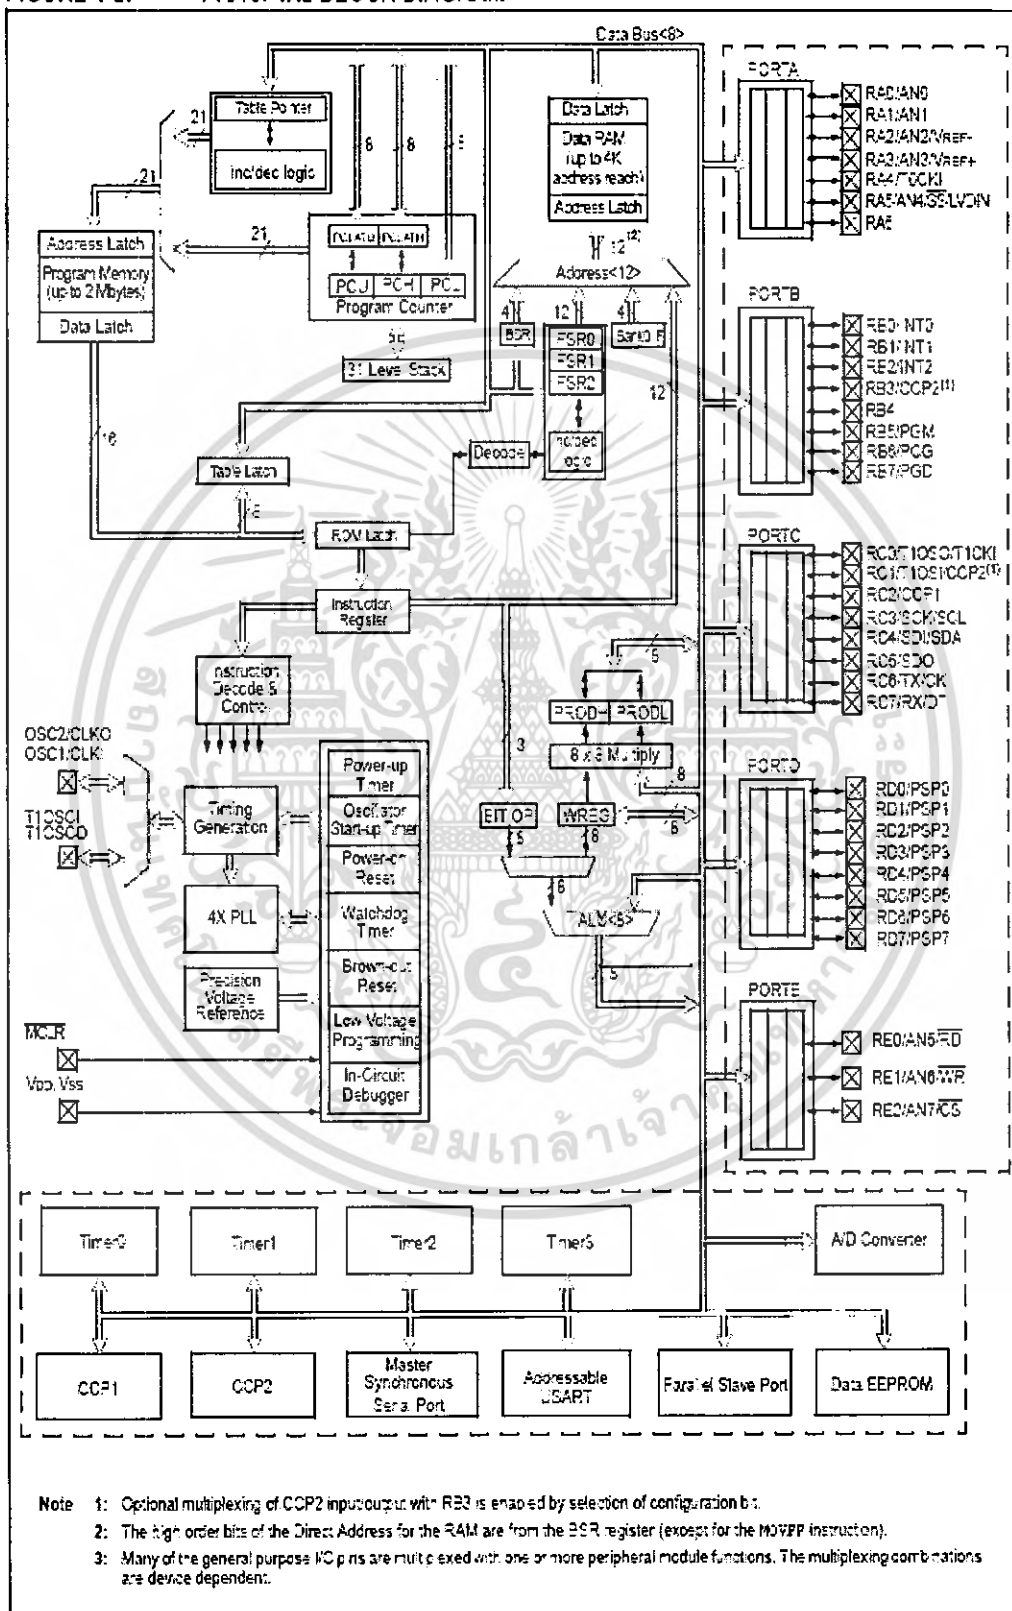 Data Bus<8>
Table Pointer
inc/dec logic
21
21
21
8
8
Data Latch
Data RAM
(up to 4K
address reach)
Address Latch
12(2)
Address<12>
4
12
4
BSR
FSR0
FSR1
FSR2
12
Address Latch
Program Memory
(up to 2 Mbytes)
Data Latch
PCU PCH PCL
Program Counter
31 Level Stack
16
Decode
Table Latch
ROM Latch
Instruction
Register
Instruction
Decode &
Control
OSC2/CLKO
OSC1/CLKI
T1OSCI
T1OSCO
Timing
Generation
4X PLL
Precision
Voltage
Reference
MCLR
VDD, VSS
Power-up
Timer
Oscillator
Start-up Timer
Power-on
Reset
Watchdog
Timer
Brown-out
Reset
Low Voltage
Programming
In-Circuit
Debugger
3
PRODH PRODL
8 x 8 Multiply
8
BIT OP
WREG
8
PORTA
RA0/AN0
RA1/AN1
RA2/AN2/VREF-
RA3/AN3/VREF+
RA4/T0CKI
RA5/AN4/SS/LVDIN
RA6
PORTB
RB0/INT0
RB1/INT1
RB2/INT2
RB3/CCP2(1)
RB4
RB5/PGM
RB6/PCG
RB7/PGD
PORTC
RC0/T1OSO/T1CKI
RC1/T1OSI/CCP2(1)
RC2/CCP1
RC3/SCK/SCL
RC4/SDI/SDA
RC5/SDO
RC6/TX/CK
RC7/RX/DT
PORTD
RD0/PSP0
RD1/PSP1
RD2/PSP2
RD3/PSP3
RD4/PSP4
RD5/PSP5
RD6/PSP6
RD7/PSP7
PORTE
RE0/AN5/RD
RE1/AN6/WR
RE2/AN7/CS
Timer0
Timer1
Timer2
Timer3
A/D Converter
CCP1
CCP2
Master
Synchronous
Serial Port
Addressable
USART
Parallel Slave Port
Data EEPROM
Note 1: Optional multiplexing of CCP2 input/output with RB3 is enabled by selection of configuration bit.
2: The high order bits of the Direct Address for the RAM are from the BSR register (except for the MOVFF instruction).
3: Many of the general purpose I/O pins are multiplexed with one or more peripheral module functions. The multiplexing combinations
are device dependent.